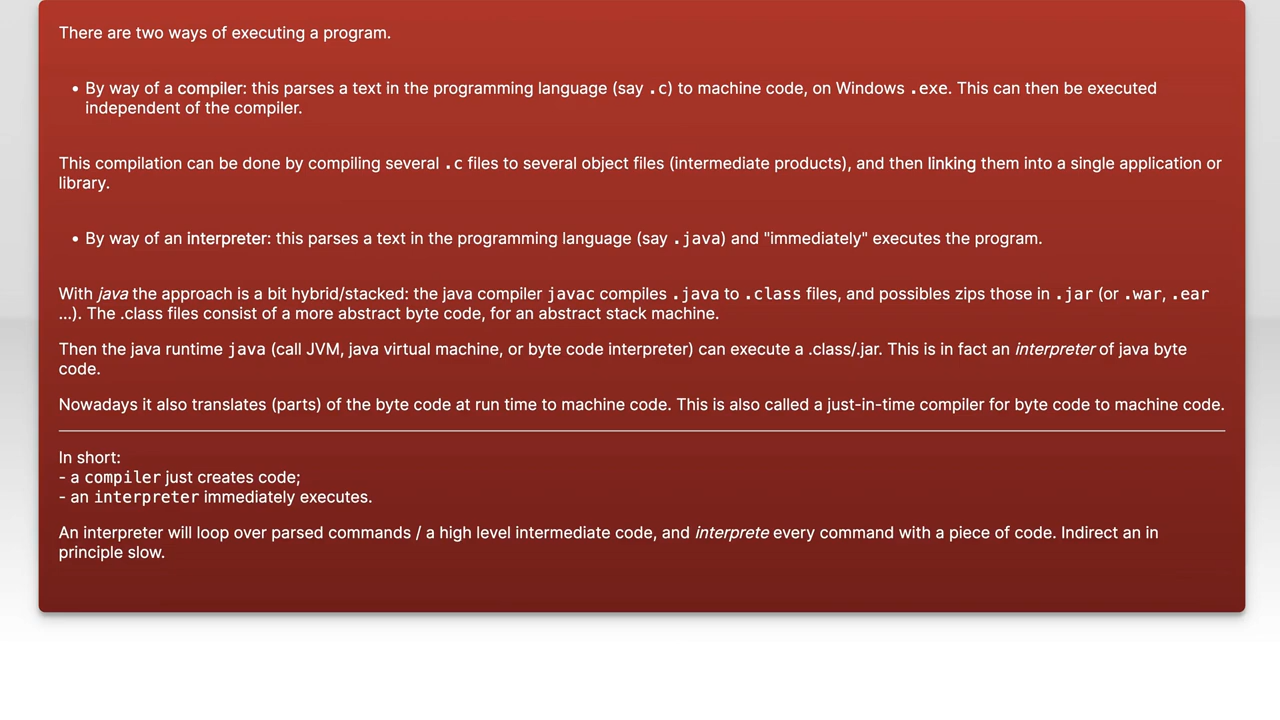 There are two ways of executing a program.
• By way of a compiler: this parses a text in the programming language (say .c) to machine code, on Windows .exe. This can then be executed
independent of the compiler.
This compilation can be done by compiling several .c files to several object files (intermediate products), and then linking them into a single application or
library.
• By way of an interpreter: this parses a text in the programming language (say .java) and "immediately" executes the program.
With java the approach is a bit hybrid/stacked: the java compiler javac compiles .java to .class files, and possibles zips those in .jar (or .war, .ear
...). The .class files consist of a more abstract byte code, for an abstract stack machine.
Then the java runtime java (call JVM, java virtual machine, or byte code interpreter) can execute a .class/.jar. This is in fact an interpreter of java byte
code.
Nowadays it also translates (parts) of the byte code at run time to machine code. This is also called a just-in-time compiler for byte code to machine code.
In short:
- a compiler just creates code;
- an interpreter immediately executes.
An interpreter will loop over parsed commands / a high level intermediate code, and interprete every command with a piece of code. Indirect an in
principle slow.